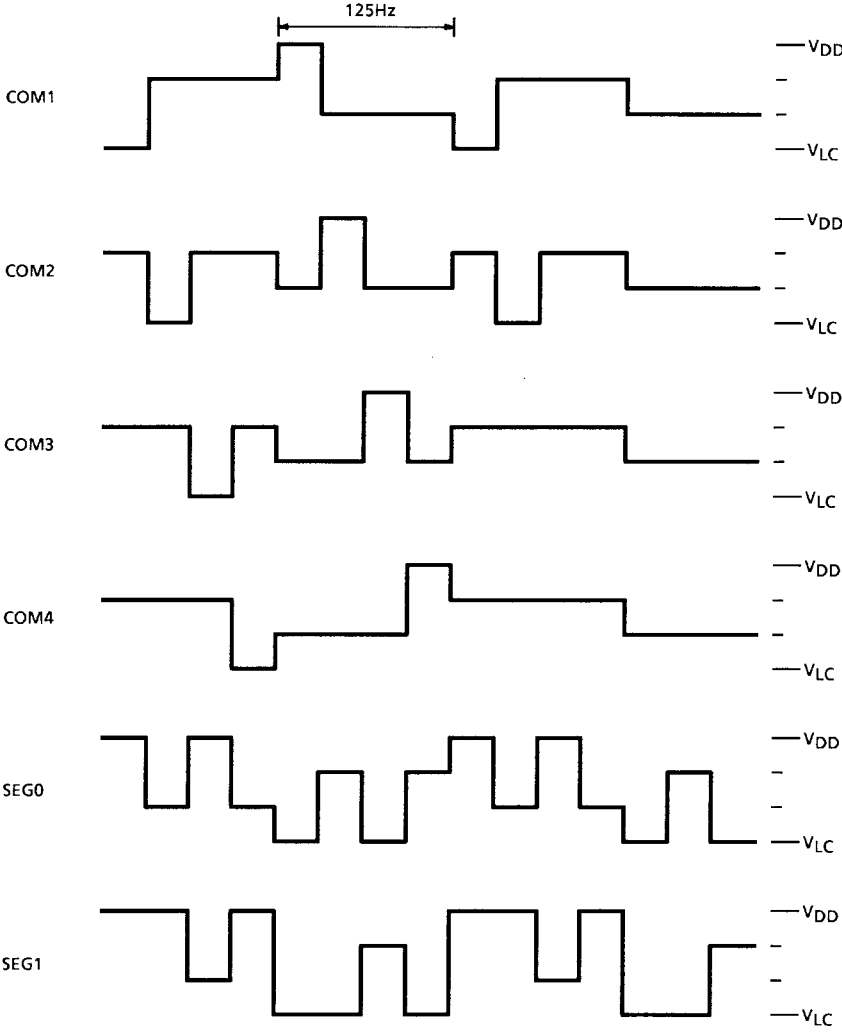 125Hz
COM1
VDD
VLC
COM2
VDD
VLC
COM3
VDD
VLC
COM4
VDD
VLC
SEG0
VDD
VLC
SEG1
VDD
VLC